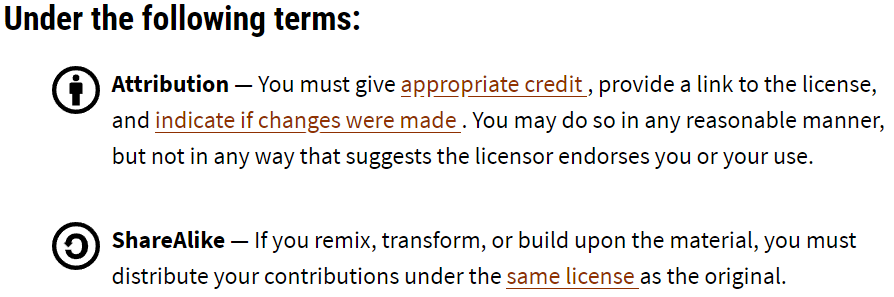 Under the following terms:
Attribution — You must give appropriate credit , provide a link to the license,
and indicate if changes were made . You may do so in any reasonable manner,
but not in any way that suggests the licensor endorses you or your use.
ShareAlike — If you remix, transform, or build upon the material, you must
distribute your contributions under the same license as the original.